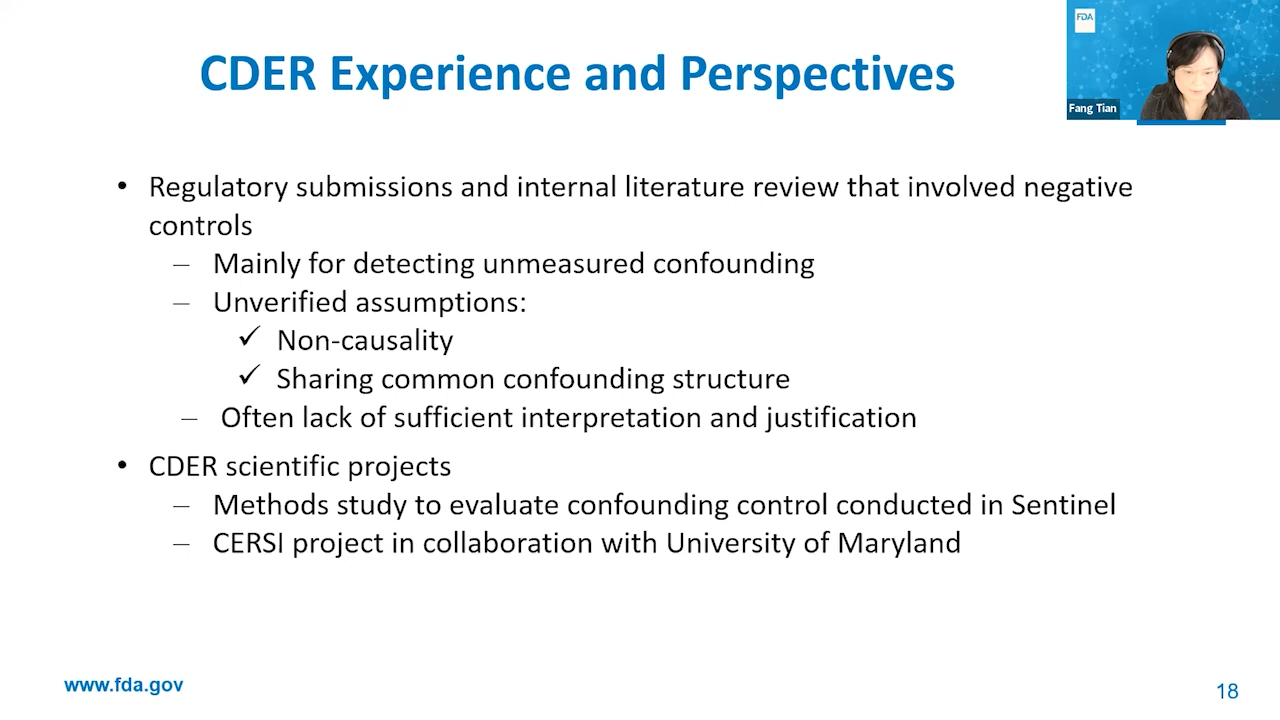 CDER Experience and Perspectives
FDA
Fang Tian
• Regulatory submissions and internal literature review that involved negative
controls
– Mainly for detecting unmeasured confounding
– Unverified assumptions:
✓ Non-causality
✓ Sharing common confounding structure
– Often lack of sufficient interpretation and justification
• CDER scientific projects
– Methods study to evaluate confounding control conducted in Sentinel
– CERSI project in collaboration with University of Maryland
www.fda.gov
18